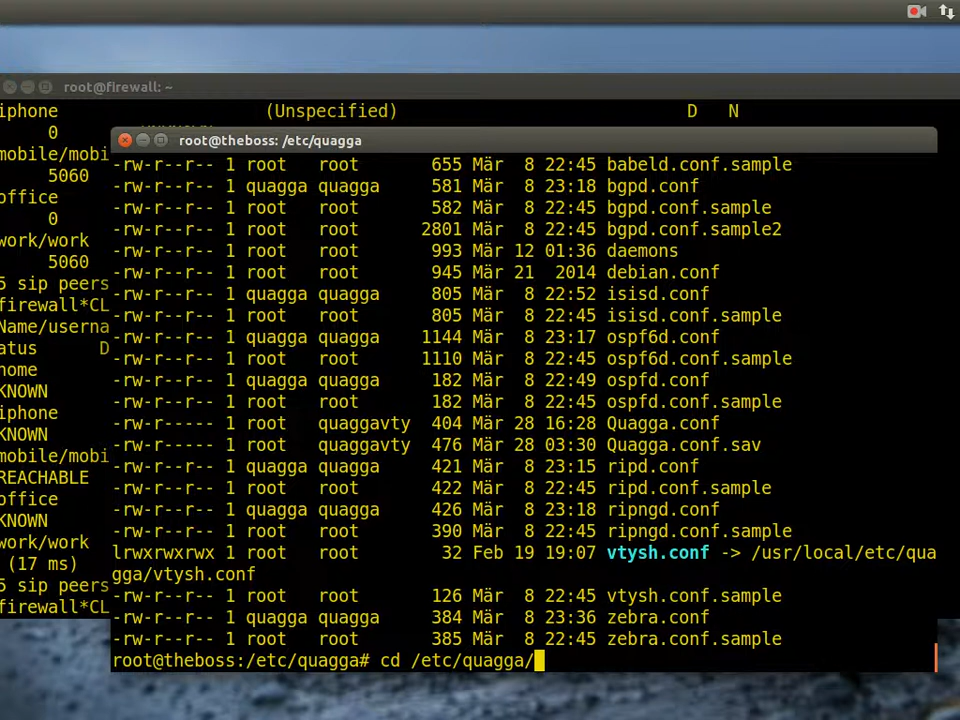 root@firewall: ~
iphone (Unspecified) D N
0
mobile/mobi
5060
office
0
work/work
5060
5 sip peers
firewall*CL
Name/userna
atus D
home
KNOWN
iphone
KNOWN
mobile/mobi
REACHABLE
office
KNOWN
work/work
(17 ms)
5 sip peers
firewall*CL
root@theboss: /etc/quagga
-rw-r--r-- 1 root root 655 Mär 8 22:45 babeld.conf.sample
-rw-r--r-- 1 quagga quagga 581 Mär 8 23:18 bgpd.conf
-rw-r--r-- 1 root root 582 Mär 8 22:45 bgpd.conf.sample
-rw-r--r-- 1 root root 2801 Mär 8 22:45 bgpd.conf.sample2
-rw-r--r-- 1 root root 993 Mär 12 01:36 daemons
-rw-r--r-- 1 root root 945 Mär 21 2014 debian.conf
-rw-r--r-- 1 quagga quagga 805 Mär 8 22:52 isisd.conf
-rw-r--r-- 1 root root 805 Mär 8 22:45 isisd.conf.sample
-rw-r--r-- 1 quagga quagga 1144 Mär 8 23:17 ospf6d.conf
-rw-r--r-- 1 root root 1110 Mär 8 22:45 ospf6d.conf.sample
-rw-r--r-- 1 quagga quagga 182 Mär 8 22:49 ospfd.conf
-rw-r--r-- 1 root root 182 Mär 8 22:45 ospfd.conf.sample
-rw-r----- 1 root quaggavty 404 Mär 28 16:28 Quagga.conf
-rw-r----- 1 root quaggavty 476 Mär 28 03:30 Quagga.conf.sav
-rw-r--r-- 1 quagga quagga 421 Mär 8 23:15 ripd.conf
-rw-r--r-- 1 root root 422 Mär 8 22:45 ripd.conf.sample
-rw-r--r-- 1 quagga quagga 426 Mär 8 23:18 ripngd.conf
-rw-r--r-- 1 root root 390 Mär 8 22:45 ripngd.conf.sample
lrwxrwxrwx 1 root root 32 Feb 19 19:07 vtysh.conf -> /usr/local/etc/qua
gga/vtysh.conf
-rw-r--r-- 1 root root 126 Mär 8 22:45 vtysh.conf.sample
-rw-r--r-- 1 quagga quagga 384 Mär 8 23:36 zebra.conf
-rw-r--r-- 1 root root 385 Mär 8 22:45 zebra.conf.sample
root@theboss:/etc/quagga# cd /etc/quagga/